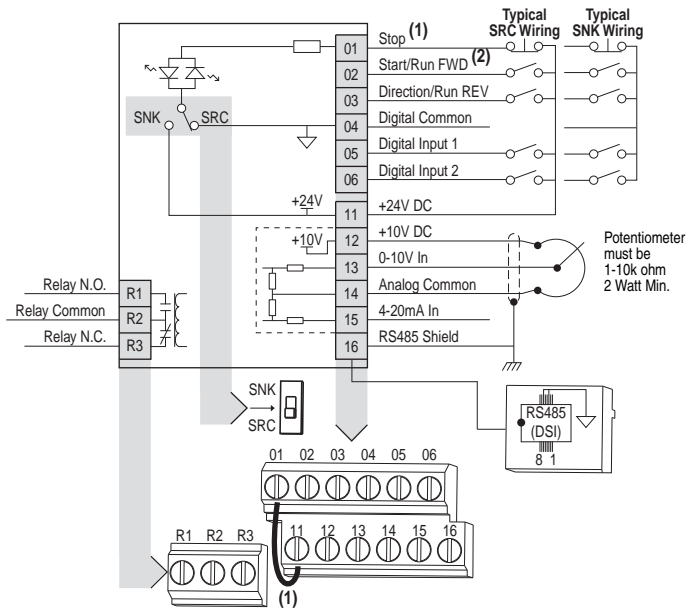 Typical SRC Wiring
Typical SNK Wiring
01 Stop (1)
02 Start/Run FWD (2)
03 Direction/Run REV
SNK SRC
04 Digital Common
05 Digital Input 1
06 Digital Input 2
+24V
11 +24V DC
+10V
12 +10V DC
13 0-10V In
14 Analog Common
15 4-20mA In
16 RS485 Shield
Potentiometer
must be
1-10k ohm
2 Watt Min.
Relay N.O. R1
Relay Common R2
Relay N.C. R3
SNK
SRC
RS485
(DSI)
8 1
01 02 03 04 05 06
11 12 13 14 15 16
R1 R2 R3
(1)